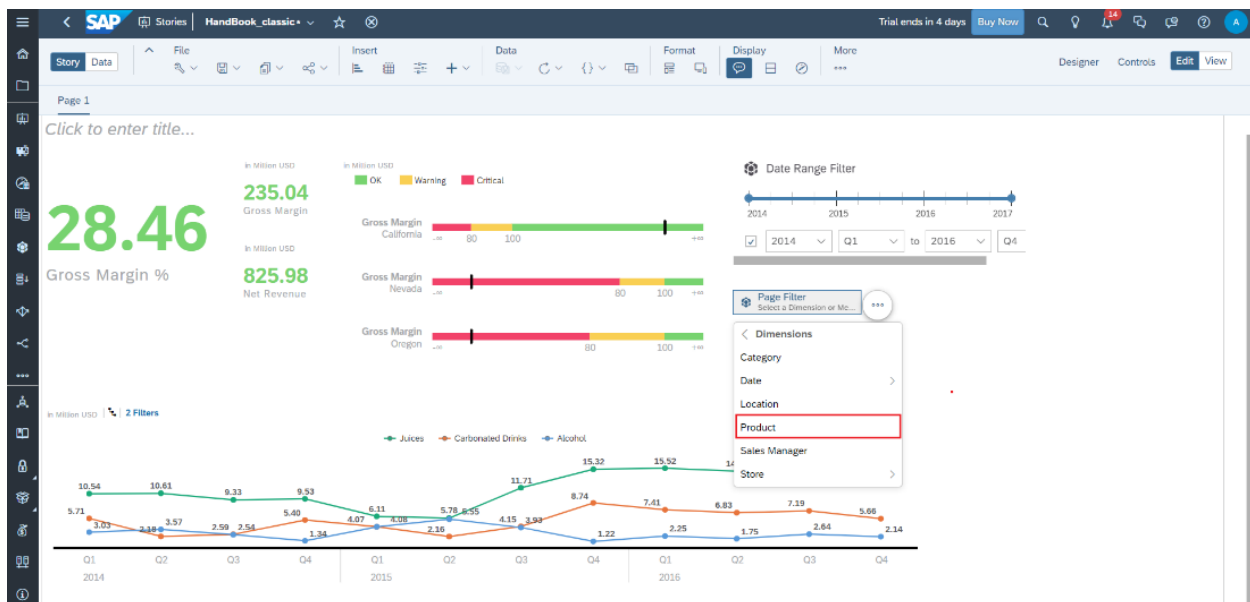 SAP Stories HandBook_classic* Trial ends in 4 days Buy Now 14 A
Story Data File Insert Data Format Display More Designer Controls Edit View
Page 1
Click to enter title...
28.46
Gross Margin %
in Million USD
235.04
Gross Margin
in Million USD
825.98
Net Revenue
in Million USD
OK Warning Critical
Gross Margin
California
80 100
Gross Margin
Nevada
80 100
Gross Margin
Oregon
80 100
Date Range Filter
2014 2015 2016 2017
2014 Q1 to 2016 Q4
Page Filter
Select a Dimension or Me...
Dimensions
Category
Date
Location
Product
Sales Manager
Store
in Million USD 2 Filters
Juices Carbonated Drinks Alcohol
10.54 10.61 9.33 9.53 6.11 5.78 11.71 15.32 15.52 14
5.71 2.18 2.59 5.40 4.07 2.16 4.15 8.74 7.41 6.83 7.19 5.66
3.03 3.57 2.54 1.34 4.08 6.55 3.93 1.22 2.25 1.75 2.64 2.14
Q1 Q2 Q3 Q4 Q1 Q2 Q3 Q4 Q1 Q2 Q3 Q4
2014 2015 2016